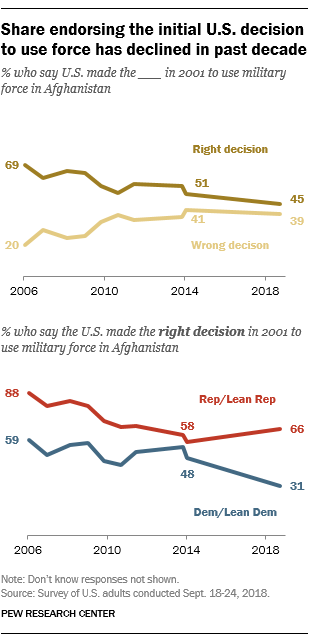 Share endorsing the initial U.S. decision
to use force has declined in past decade
% who say U.S. made the ___ in 2001 to use military
force in Afghanistan
Right decision
69
51
45
41
39
20
Wrong decison
2006 2010 2014 2018
% who say the U.S. made the right decision in 2001 to
use military force in Afghanistan
88
Rep/Lean Rep
58
66
59
48
31
Dem/Lean Dem
2006 2010 2014 2018
Note: Don't know responses not shown.
Source: Survey of U.S. adults conducted Sept. 18-24, 2018.
PEW RESEARCH CENTER